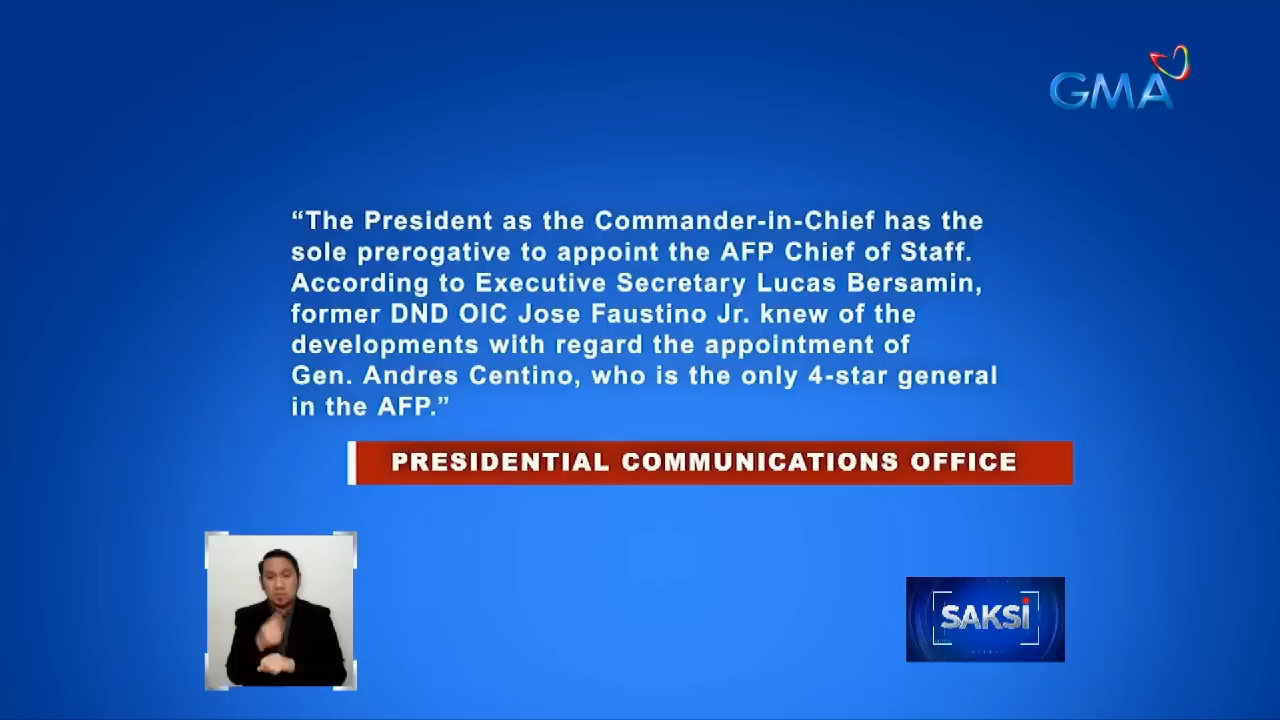 GMA
“The President as the Commander-in-Chief has the
sole prerogative to appoint the AFP Chief of Staff.
According to Executive Secretary Lucas Bersamin,
former DND OIC Jose Faustino Jr. knew of the
developments with regard the appointment of
Gen. Andres Centino, who is the only 4-star general
in the AFP.”
PRESIDENTIAL COMMUNICATIONS OFFICE
SAKSI